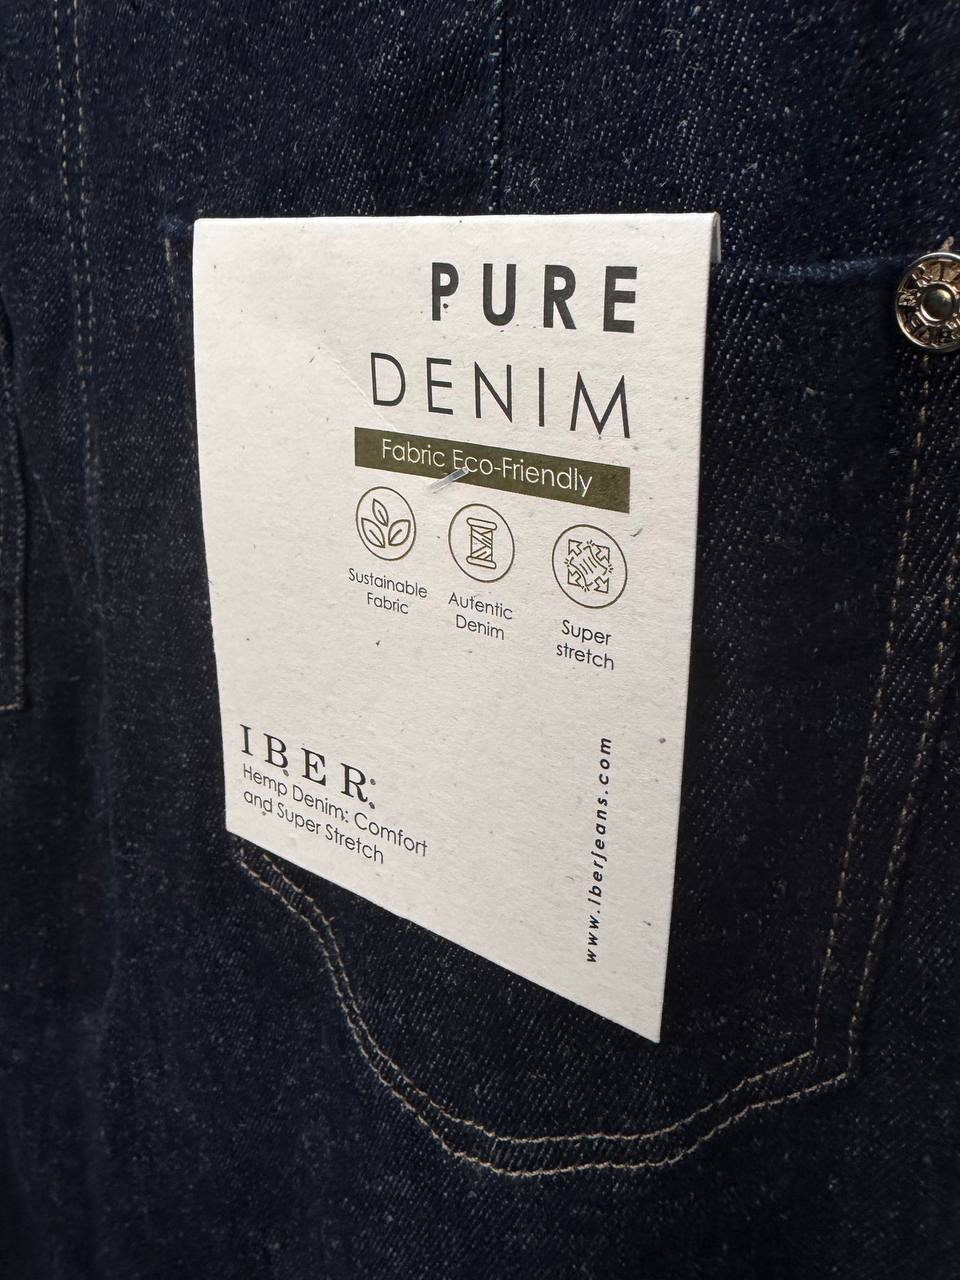 PURE
DENIM
Fabric Eco-Friendly
Sustainable
Fabric
Autentic
Denim
Super
stretch
IBER
Hemp Denim: Comfort
and Super Stretch
www.iberjeans.com